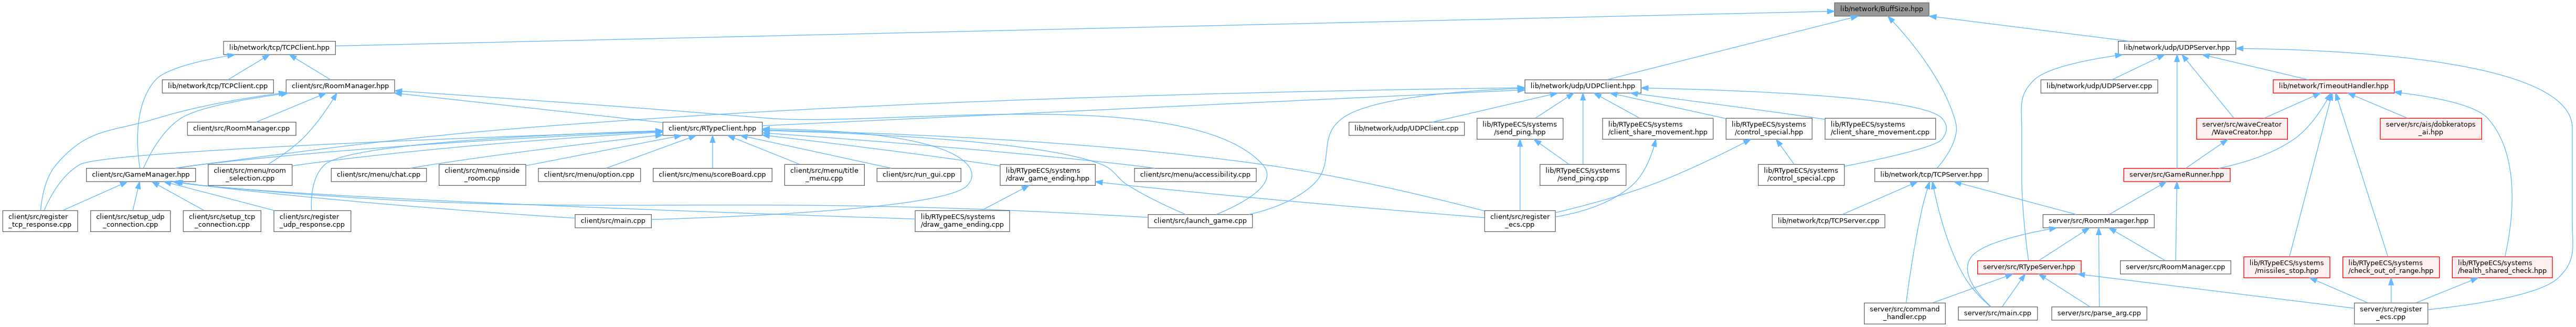 lib/network/BuffSize.hpp
lib/network/tcp/TCPClient.hpp
lib/network/udp/UDPServer.hpp
lib/network/tcp/TCPClient.cpp
client/src/RoomManager.hpp
lib/network/udp/UDPClient.hpp
lib/network/udp/UDPServer.cpp
lib/network/TimeoutHandler.hpp
client/src/RoomManager.cpp
client/src/RTypeClient.hpp
lib/network/udp/UDPClient.cpp
lib/RTypeECS/systems
/send_ping.hpp
lib/RTypeECS/systems
/client_share_movement.hpp
lib/RTypeECS/systems
/control_special.hpp
lib/RTypeECS/systems
/client_share_movement.cpp
server/src/waveCreator
/WaveCreator.hpp
server/src/ais/dobkeratops
_ai.hpp
client/src/GameManager.hpp
client/src/menu/room
_selection.cpp
client/src/menu/chat.cpp
client/src/menu/inside
_room.cpp
client/src/menu/option.cpp
client/src/menu/scoreBoard.cpp
client/src/menu/title
_menu.cpp
client/src/run_gui.cpp
lib/RTypeECS/systems
/draw_game_ending.hpp
client/src/menu/accessibility.cpp
lib/RTypeECS/systems
/send_ping.cpp
lib/RTypeECS/systems
/control_special.cpp
lib/network/tcp/TCPServer.hpp
server/src/GameRunner.hpp
client/src/register
_tcp_response.cpp
client/src/setup_udp
_connection.cpp
client/src/setup_tcp
_connection.cpp
client/src/register
_udp_response.cpp
client/src/main.cpp
lib/RTypeECS/systems
/draw_game_ending.cpp
client/src/launch_game.cpp
client/src/register
_ecs.cpp
lib/network/tcp/TCPServer.cpp
server/src/RoomManager.hpp
server/src/RTypeServer.hpp
server/src/RoomManager.cpp
lib/RTypeECS/systems
/missiles_stop.hpp
lib/RTypeECS/systems
/check_out_of_range.hpp
lib/RTypeECS/systems
/health_shared_check.hpp
server/src/command
_handler.cpp
server/src/main.cpp
server/src/parse_arg.cpp
server/src/register
_ecs.cpp